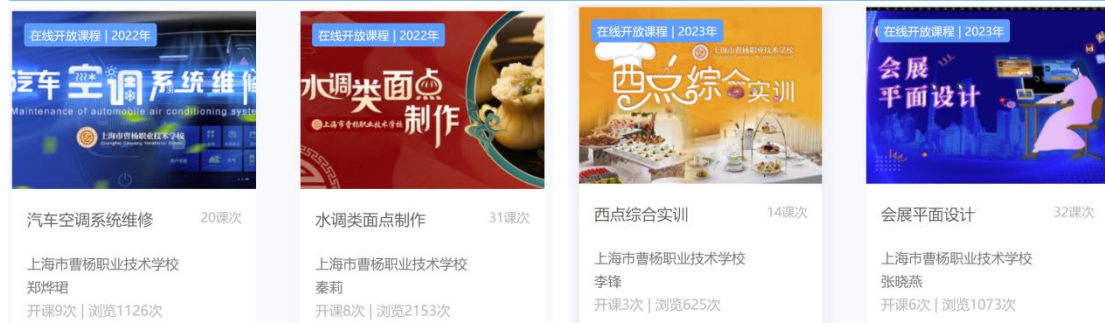 在线开放课程 | 2022年
汽车空调系统维修
Maintenance of automobile air conditioning syste
上海市曹杨职业技术学校
汽车空调系统维修
20课次
上海市曹杨职业技术学校
郑烨珺
开课9次 | 浏览1126次
在线开放课程 | 2022年
水调类面点
制作
上海市曹杨职业技术学校
水调类面点制作
31课次
上海市曹杨职业技术学校
秦莉
开课8次 | 浏览2153次
在线开放课程 | 2023年
上海市曹杨职业技术学校
西点综合实训
西点综合实训
14课次
上海市曹杨职业技术学校
李锋
开课3次 | 浏览625次
在线开放课程 | 2023年
会展
平面设计
会展平面设计
32课次
上海市曹杨职业技术学校
张晓燕
开课6次 | 浏览1073次